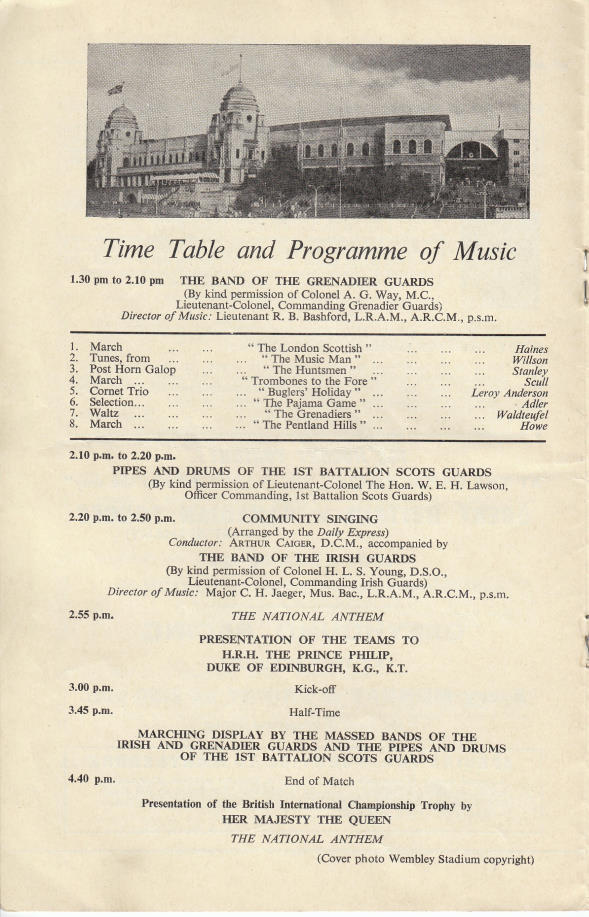 Time Table and Programme of Music
1.30 pm to 2.10 pm THE BAND OF THE GRENADIER GUARDS
(By kind permission of Colonel A. G. Way, M.C.,
Lieutenant-Colonel, Commanding Grenadier Guards)
Director of Music: Lieutenant R. B. Bashford, L.R.A.M., A.R.C.M., p.s.m.
1. March ... ... "The London Scottish" ... ... ... Haines
2. Tunes, from ... ... ... "The Music Man" ... ... ... ... Willson
3. Post Horn Galop ... ... "The Huntsmen" ... ... ... ... Stanley
4. March ... ... ... "Trombones to the Fore" ... ... ... Scull
5. Cornet Trio ... ... ... "Buglers' Holiday" ... ... ... ... Leroy Anderson
6. Selection... ... ... ... "The Pajama Game" ... ... ... ... Adler
7. Waltz ... ... ... ... "The Grenadiers" ... ... ... ... Waldteufel
8. March ... ... ... ... "The Pentland Hills" ... ... ... ... Howe
2.10 p.m. to 2.20 p.m.
PIPES AND DRUMS OF THE 1ST BATTALION SCOTS GUARDS
(By kind permission of Lieutenant-Colonel The Hon. W. E. H. Lawson,
Officer Commanding, 1st Battalion Scots Guards)
2.20 p.m. to 2.50 p.m. COMMUNITY SINGING
(Arranged by the Daily Express)
Conductor: ARTHUR CAIGER, D.C.M., accompanied by
THE BAND OF THE IRISH GUARDS
(By kind permission of Colonel H. L. S. Young, D.S.O.,
Lieutenant-Colonel, Commanding Irish Guards)
Director of Music: Major C. H. Jaeger, Mus. Bac., L.R.A.M., A.R.C.M., p.s.m.
2.55 p.m. THE NATIONAL ANTHEM
PRESENTATION OF THE TEAMS TO
H.R.H. THE PRINCE PHILIP,
DUKE OF EDINBURGH, K.G., K.T.
3.00 p.m. Kick-off
3.45 p.m. Half-Time
MARCHING DISPLAY BY THE MASSED BANDS OF THE
IRISH AND GRENADIER GUARDS AND THE PIPES AND DRUMS
OF THE 1ST BATTALION SCOTS GUARDS
4.40 p.m. End of Match
Presentation of the British International Championship Trophy by
HER MAJESTY THE QUEEN
THE NATIONAL ANTHEM
(Cover photo Wembley Stadium copyright)